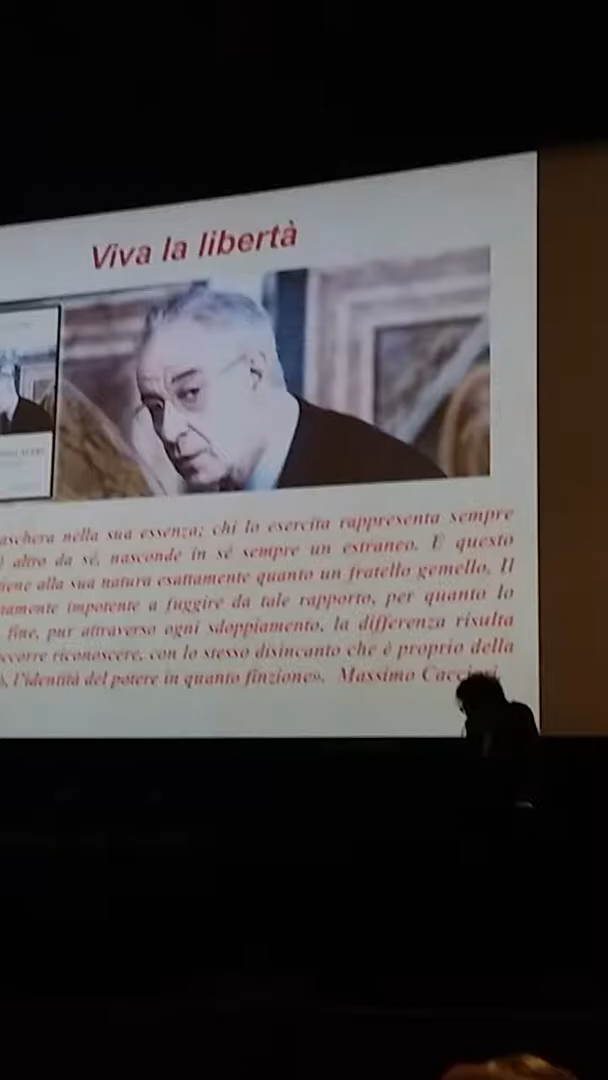 Viva la libertà
aschera nella sua essenza; chi lo esercita rappresenta sempre
altro da sé, nasconde in sé sempre un estraneo. E questo
iene alla sua natura esattamente quanto un fratello gemello. Il
tamente impotente a fuggire da tale rapporto, per quanto lo
fine, pur attraverso ogni sdoppiamento, la differenza risulta
ccorre riconoscere, con lo stesso disincanto che è proprio della
l'identità del potere in quanto finzione». Massimo Cacciari